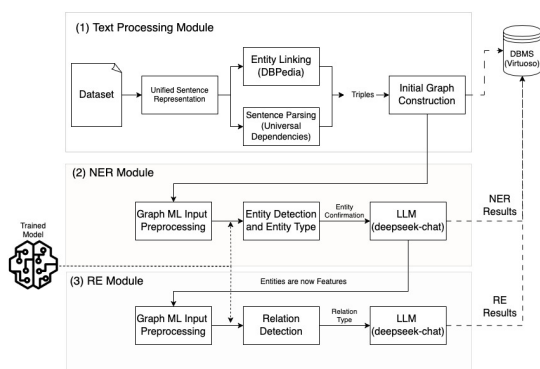 (1) Text Processing Module
DBMS
(Virtuoso)
Dataset
Unified Sentence
Representation
Entity Linking
(DBPedia)
Sentence Parsing
(Universal
Dependencies)
Triples
Initial Graph
Construction
(2) NER Module
Graph ML Input
Preprocessing
Entity Detection
and Entity Type
Entity
Confirmation
LLM
(deepseek-chat)
NER
Results
Trained
Model
(3) RE Module
Entities are now Features
Graph ML Input
Preprocessing
Relation
Detection
Relation
Type
LLM
(deepseek-chat)
RE
Results